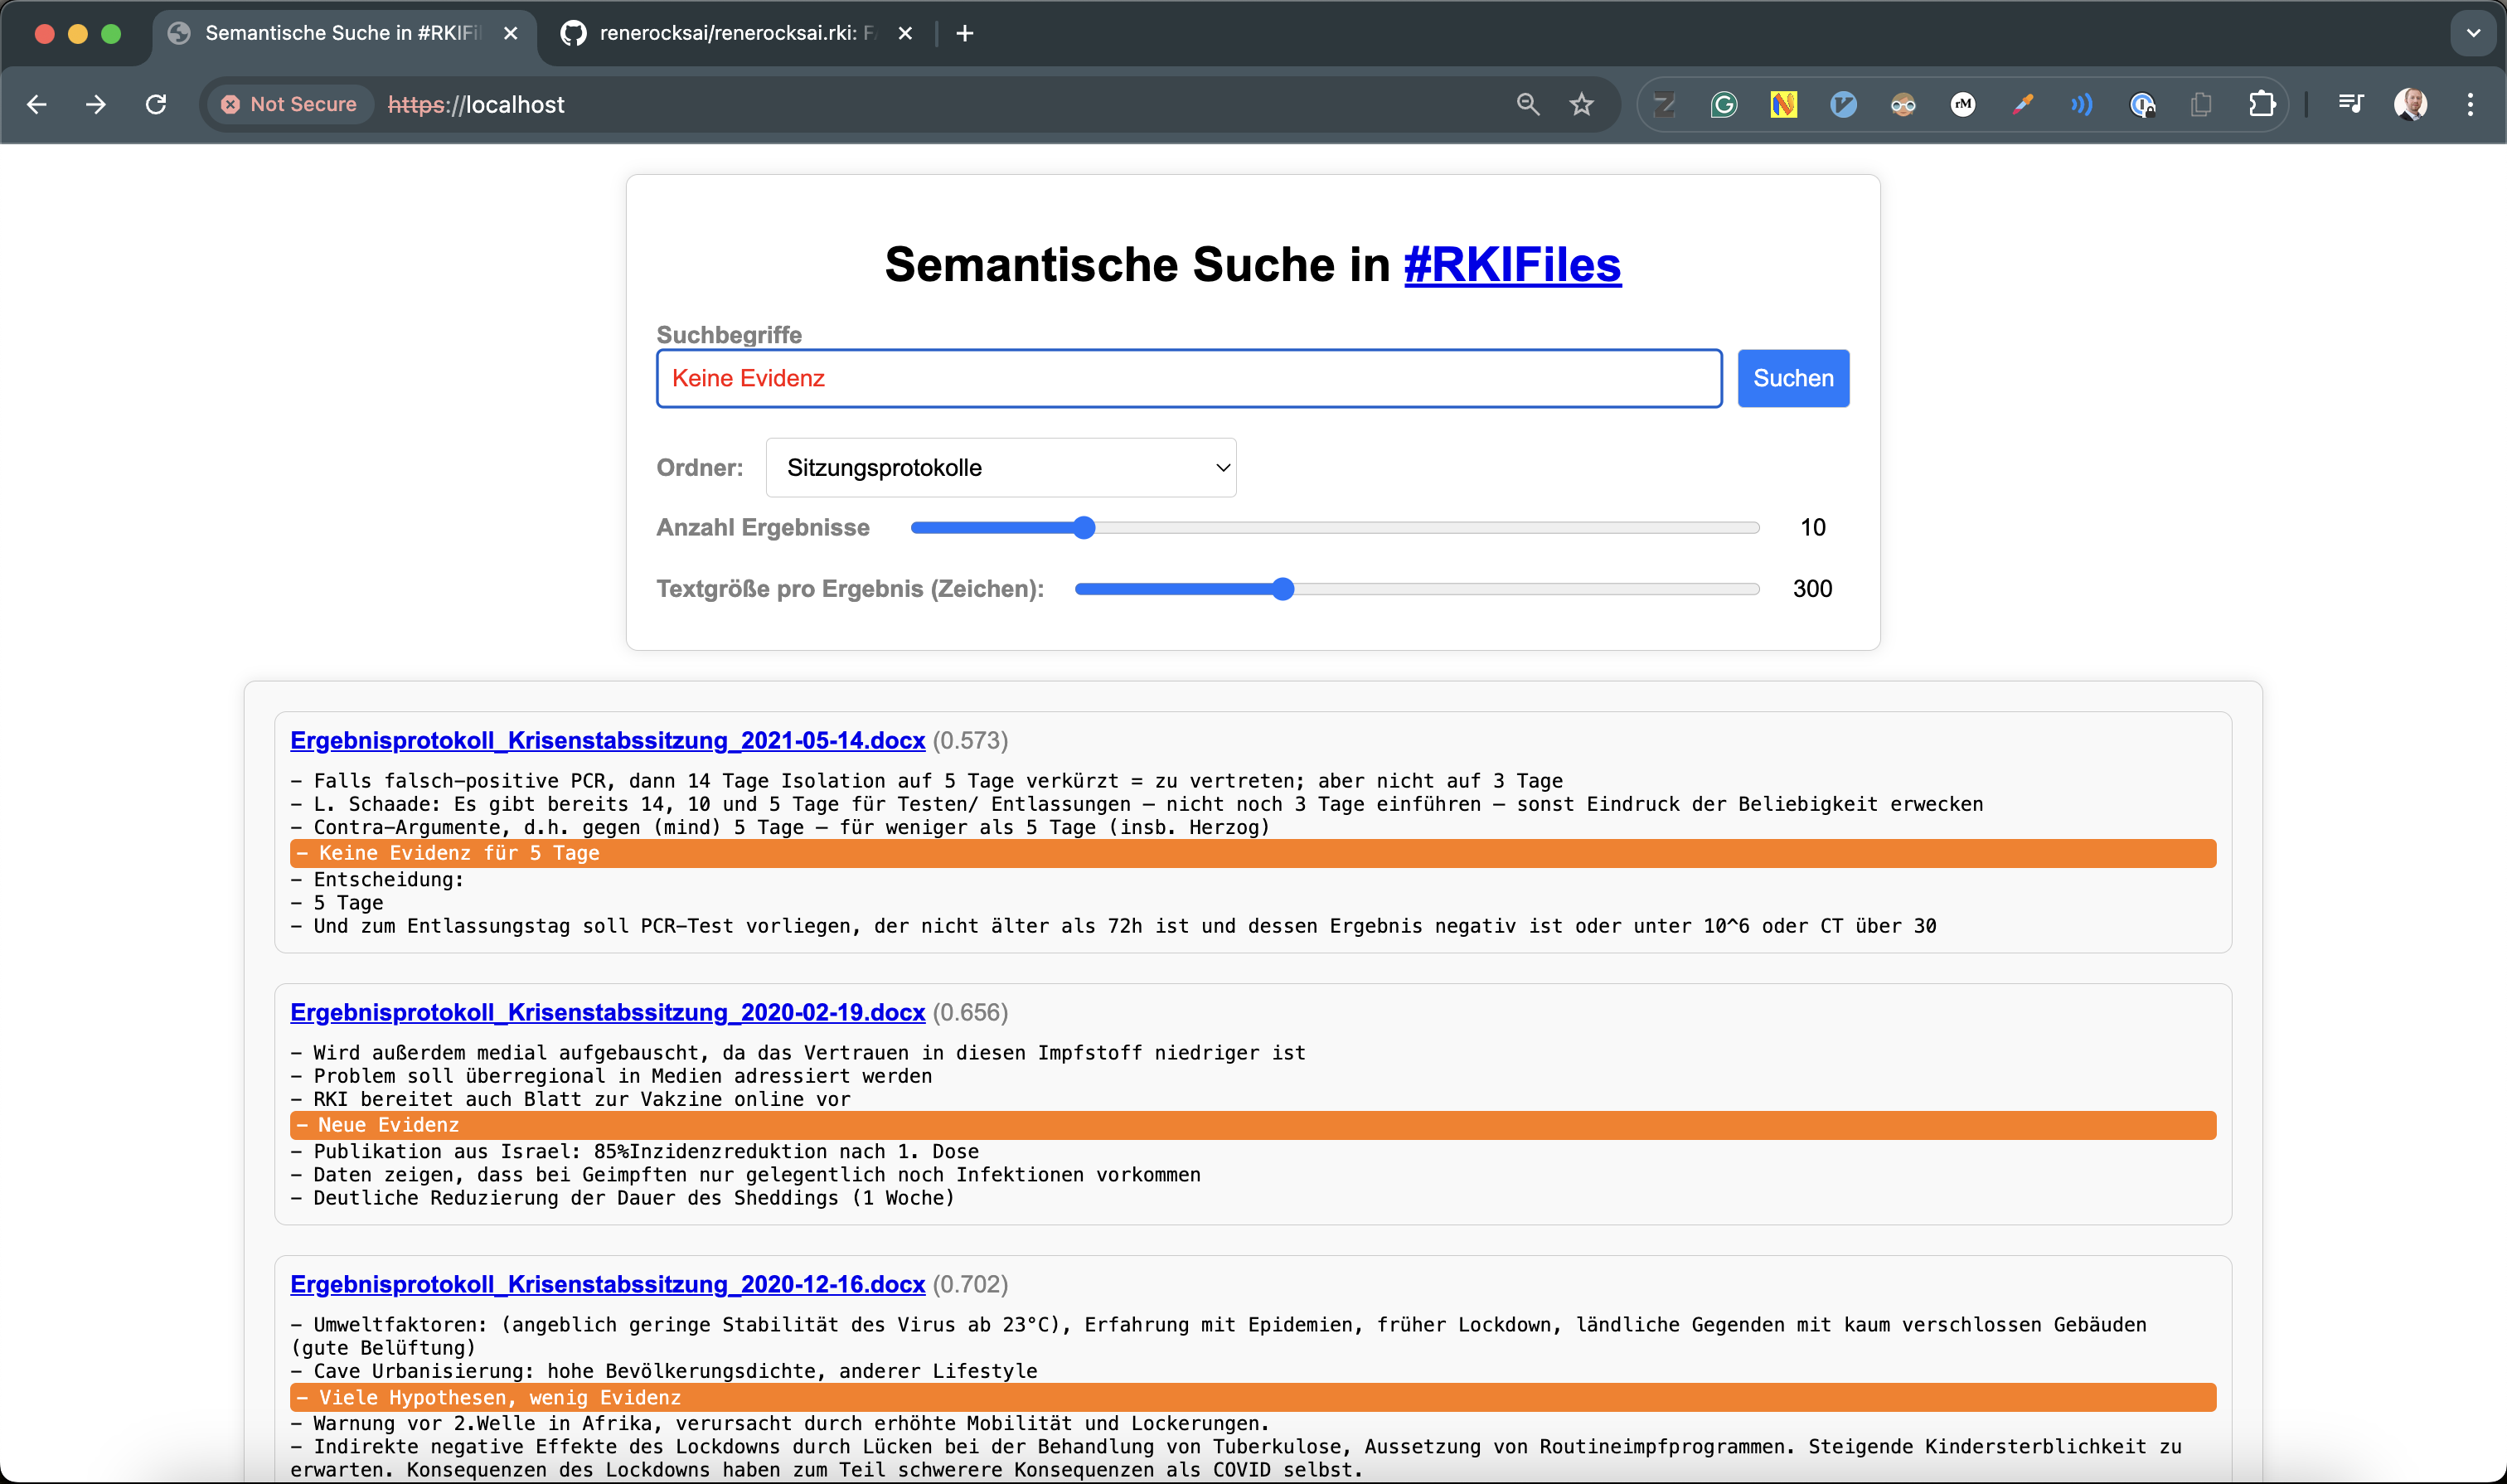 Semantische Suche in #RKIFil
renerocksai/renerocksai.rki: F
Not Secure
https://localhost
rM
Semantische Suche in #RKIFiles
Suchbegriffe
Keine Evidenz
Suchen
Ordner:
Sitzungsprotokolle
Anzahl Ergebnisse
10
Textgröße pro Ergebnis (Zeichen):
300
Ergebnisprotokoll_Krisenstabssitzung_2021-05-14.docx (0.573)
– Falls falsch-positive PCR, dann 14 Tage Isolation auf 5 Tage verkürzt = zu vertreten; aber nicht auf 3 Tage
– L. Schaade: Es gibt bereits 14, 10 und 5 Tage für Testen/ Entlassungen – nicht noch 3 Tage einführen – sonst Eindruck der Beliebigkeit erwecken
– Contra-Argumente, d.h. gegen (mind) 5 Tage – für weniger als 5 Tage (insb. Herzog)
– Keine Evidenz für 5 Tage
– Entscheidung:
– 5 Tage
– Und zum Entlassungstag soll PCR-Test vorliegen, der nicht älter als 72h ist und dessen Ergebnis negativ ist oder unter 10^6 oder CT über 30
Ergebnisprotokoll_Krisenstabssitzung_2020-02-19.docx (0.656)
– Wird außerdem medial aufgebauscht, da das Vertrauen in diesen Impfstoff niedriger ist
– Problem soll überregional in Medien adressiert werden
– RKI bereitet auch Blatt zur Vakzine online vor
– Neue Evidenz
– Publikation aus Israel: 85%Inzidenzreduktion nach 1. Dose
– Daten zeigen, dass bei Geimpften nur gelegentlich noch Infektionen vorkommen
– Deutliche Reduzierung der Dauer des Sheddings (1 Woche)
Ergebnisprotokoll_Krisenstabssitzung_2020-12-16.docx (0.702)
– Umweltfaktoren: (angeblich geringe Stabilität des Virus ab 23°C), Erfahrung mit Epidemien, früher Lockdown, ländliche Gegenden mit kaum verschlossen Gebäuden
(gute Belüftung)
– Cave Urbanisierung: hohe Bevölkerungsdichte, anderer Lifestyle
– Viele Hypothesen, wenig Evidenz
– Warnung vor 2.Welle in Afrika, verursacht durch erhöhte Mobilität und Lockerungen.
– Indirekte negative Effekte des Lockdowns durch Lücken bei der Behandlung von Tuberkulose, Aussetzung von Routineimpfprogrammen. Steigende Kindersterblichkeit zu
erwarten. Konsequenzen des Lockdowns haben zum Teil schwerere Konsequenzen als COVID selbst.